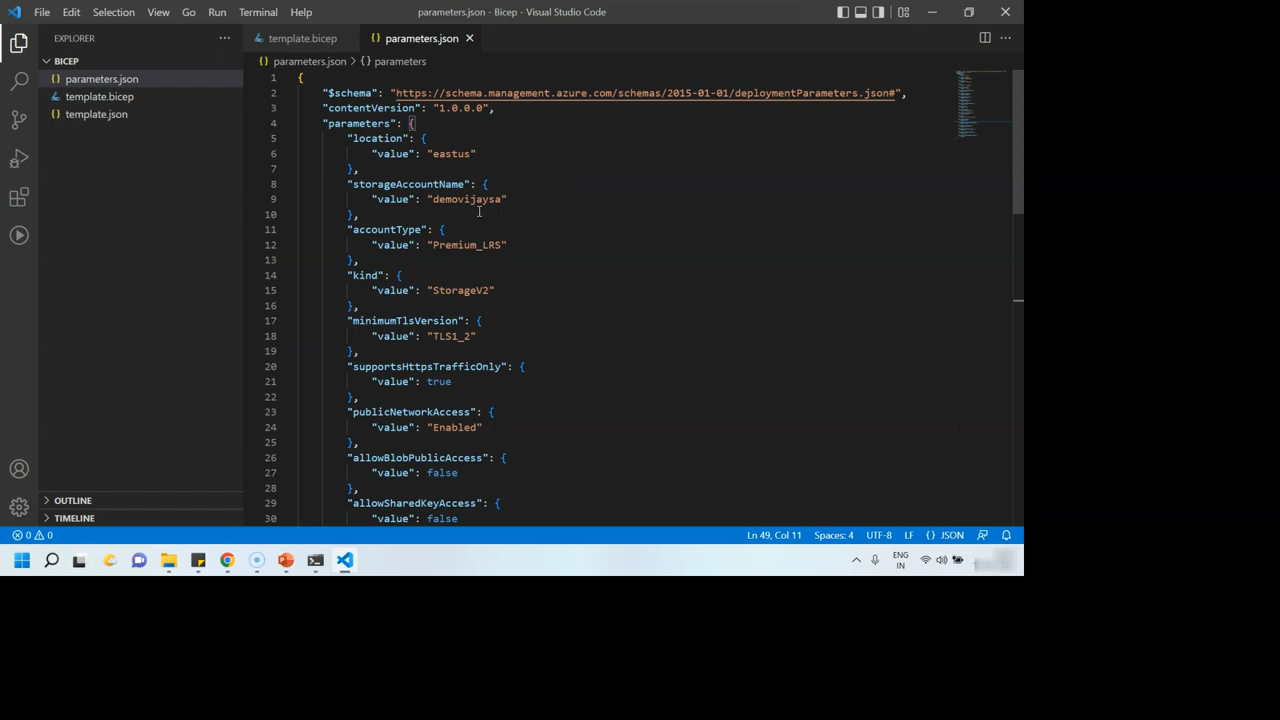 File Edit Selection View Go Run Terminal Help parameters.json - Bicep - Visual Studio Code
EXPLORER
template.bicep
{} parameters.json
BICEP
parameters.json
template.bicep
template.json
OUTLINE
TIMELINE
{} parameters.json > {} parameters
1 {
2 "$schema": "https://schema.management.azure.com/schemas/2015-01-01/deploymentParameters.json#",
3 "contentVersion": "1.0.0.0",
4 "parameters": {
5 "location": {
6 "value": "eastus"
7 },
8 "storageAccountName": {
9 "value": "demovijaysa"
10 },
11 "accountType": {
12 "value": "Premium_LRS"
13 },
14 "kind": {
15 "value": "StorageV2"
16 },
17 "minimumTlsVersion": {
18 "value": "TLS1_2"
19 },
20 "supportsHttpsTrafficOnly": {
21 "value": true
22 },
23 "publicNetworkAccess": {
24 "value": "Enabled"
25 },
26 "allowBlobPublicAccess": {
27 "value": false
28 },
29 "allowSharedKeyAccess": {
30 "value": false
0 0 Ln 49, Col 11 Spaces: 4 UTF-8 LF {} JSON
ENG
IN